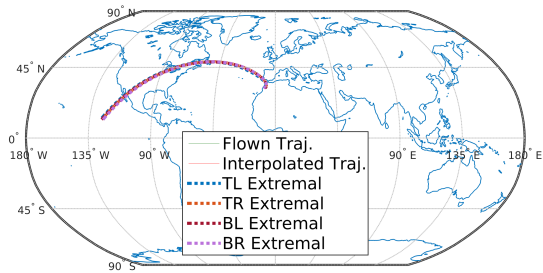 90° N
45° N
0°
180° W
135° W
90° W
90° E
135° E
180° E
45° S
90° S
Flown Traj.
Interpolated Traj.
TL Extremal
TR Extremal
BL Extremal
BR Extremal